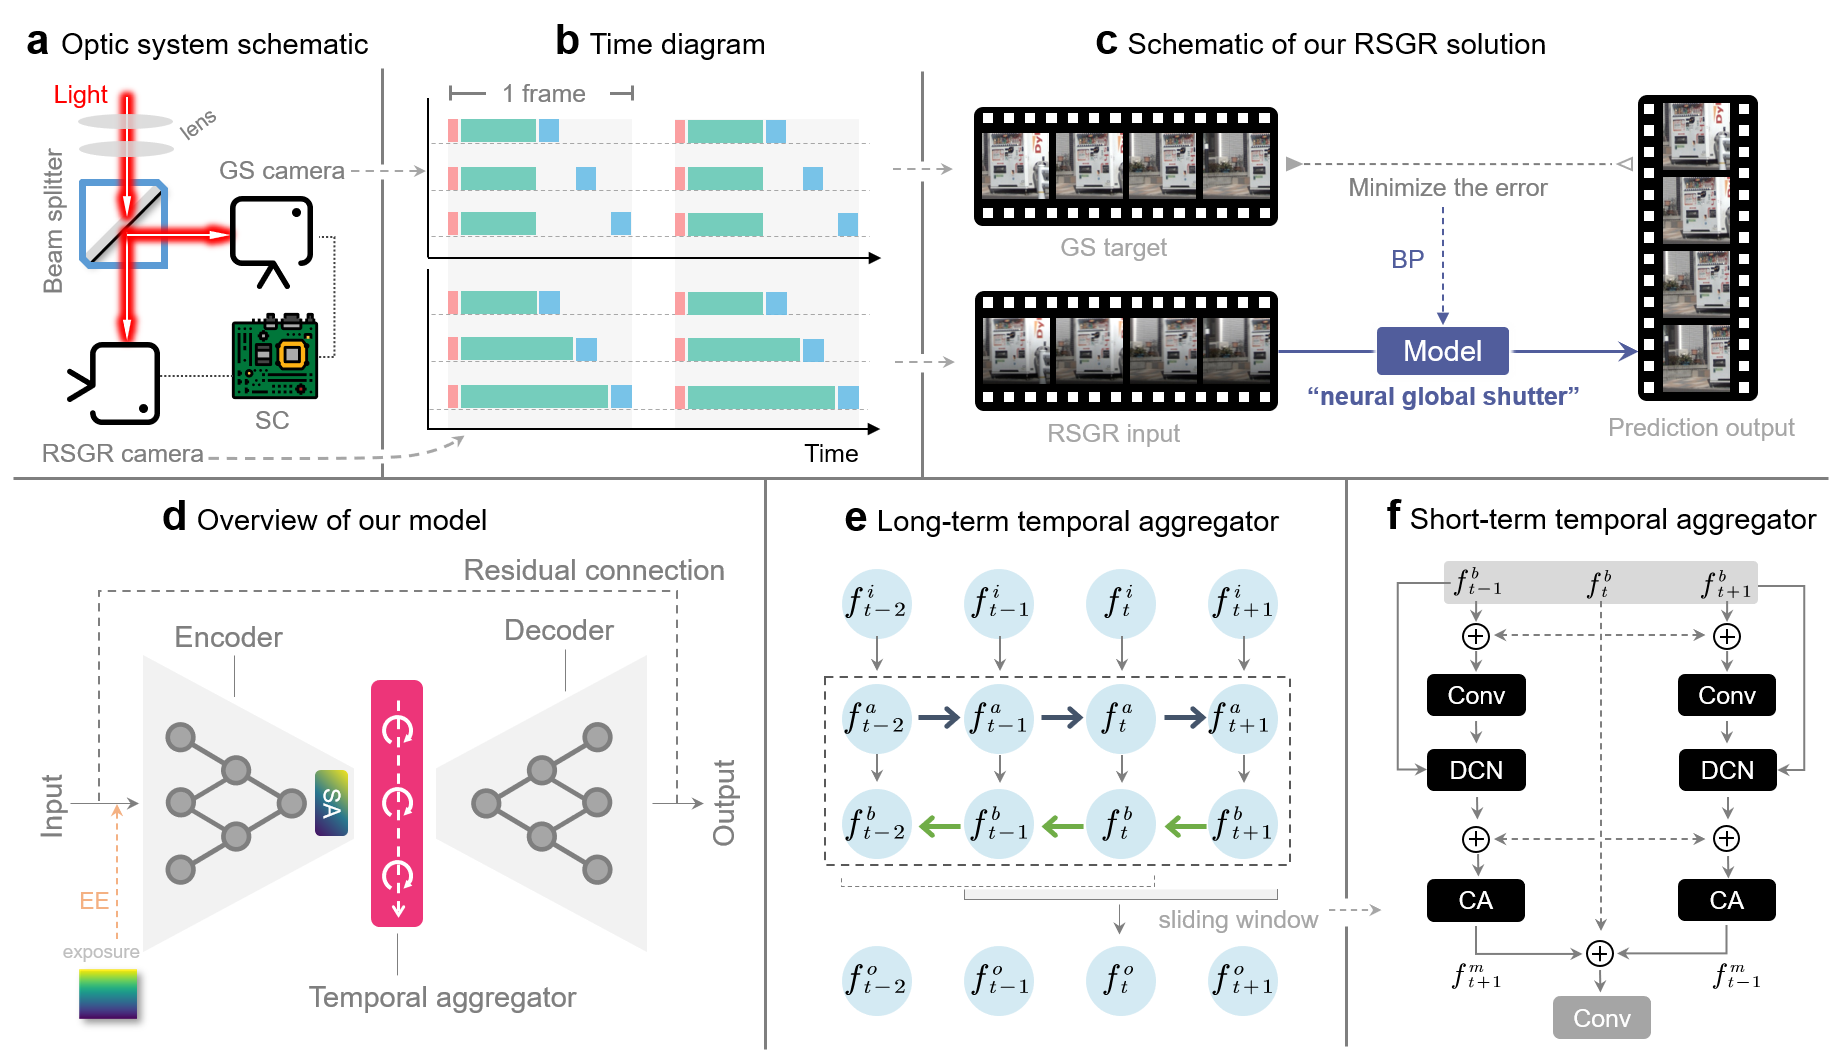 a Optic system schematic
Light
lens
Beam splitter
GS camera
SC
RSGR camera
b Time diagram
1 frame
Time
c Schematic of our RSGR solution
GS target
Minimize the error
BP
Model
"neural global shutter"
RSGR input
Prediction output
d Overview of our model
Residual connection
Encoder
Decoder
Input
SA
Output
EE
exposure
Temporal aggregator
e Long-term temporal aggregator
f^i_{t-2} f^i_{t-1} f^i_t f^i_{t+1}
f^a_{t-2} f^a_{t-1} f^a_t f^a_{t+1}
f^b_{t-2} f^b_{t-1} f^b_t f^b_{t+1}
sliding window
f^o_{t-2} f^o_{t-1} f^o_t f^o_{t+1}
f Short-term temporal aggregator
f^b_{t-1} f^b_t f^b_{t+1}
Conv Conv
DCN DCN
CA CA
f^m_{t+1} f^m_{t-1}
Conv